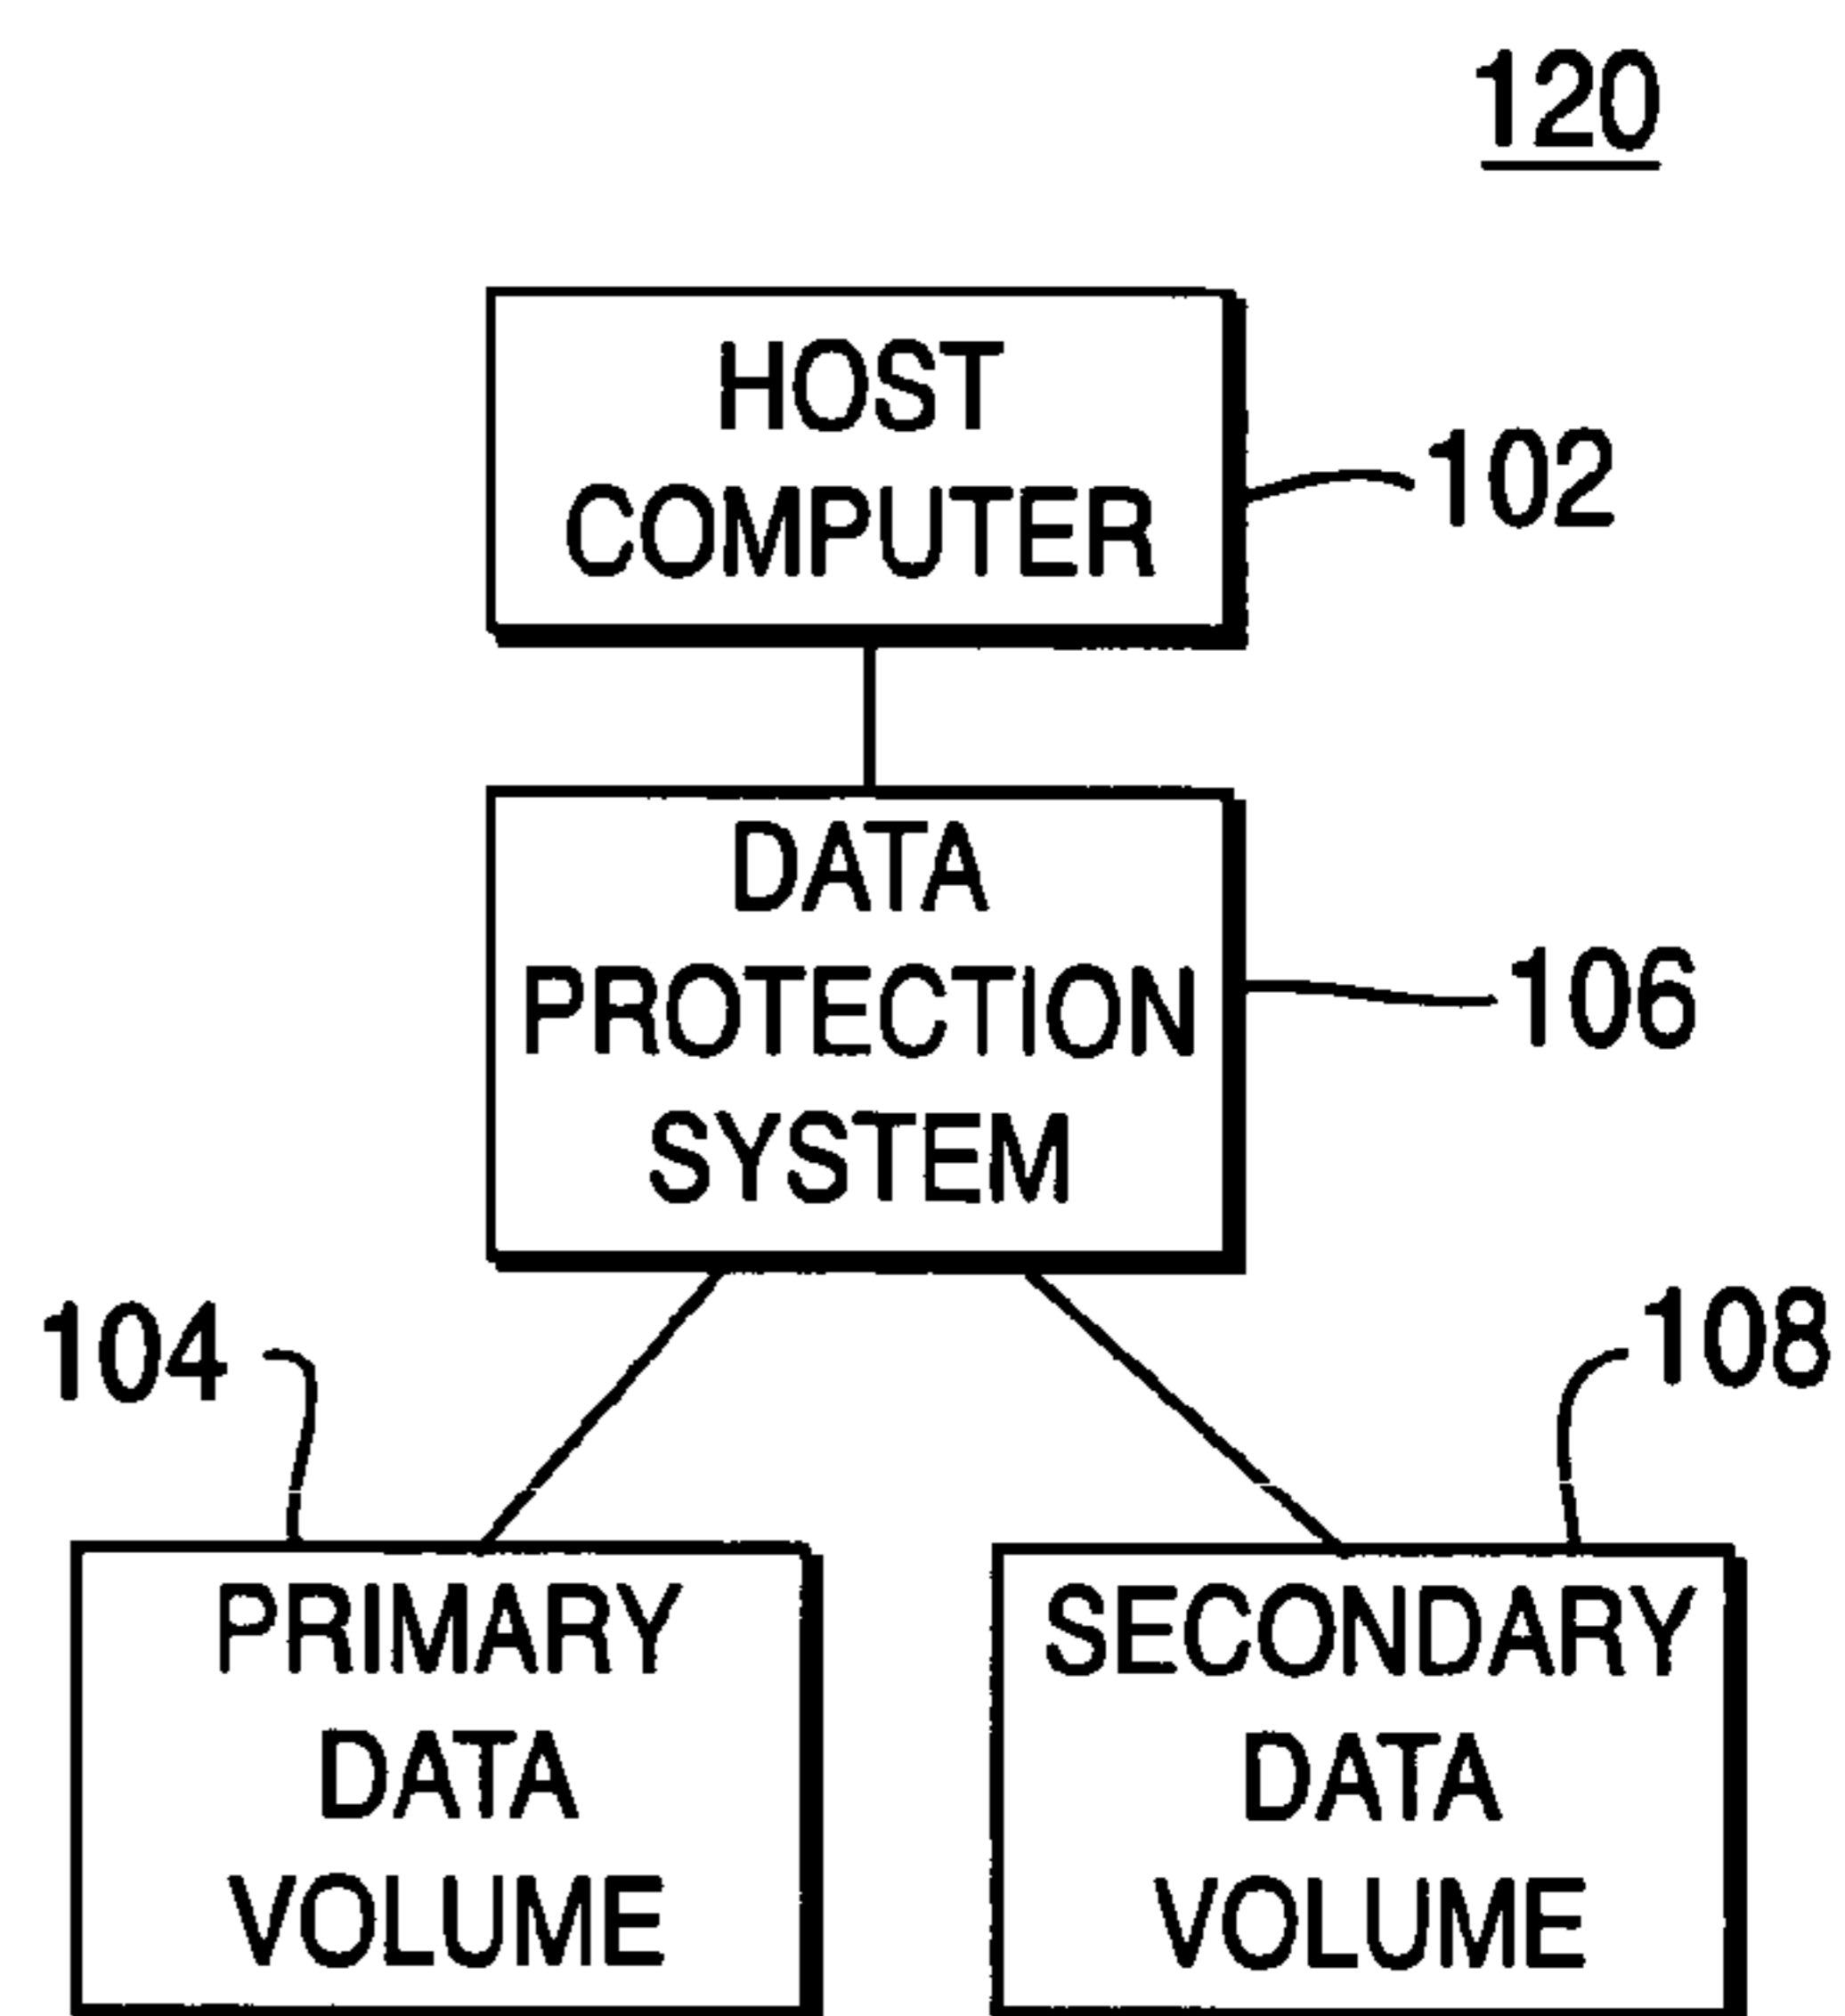 120
HOST
COMPUTER
102
DATA
PROTECTION
SYSTEM
106
104
108
PRIMARY
DATA
VOLUME
SECONDARY
DATA
VOLUME